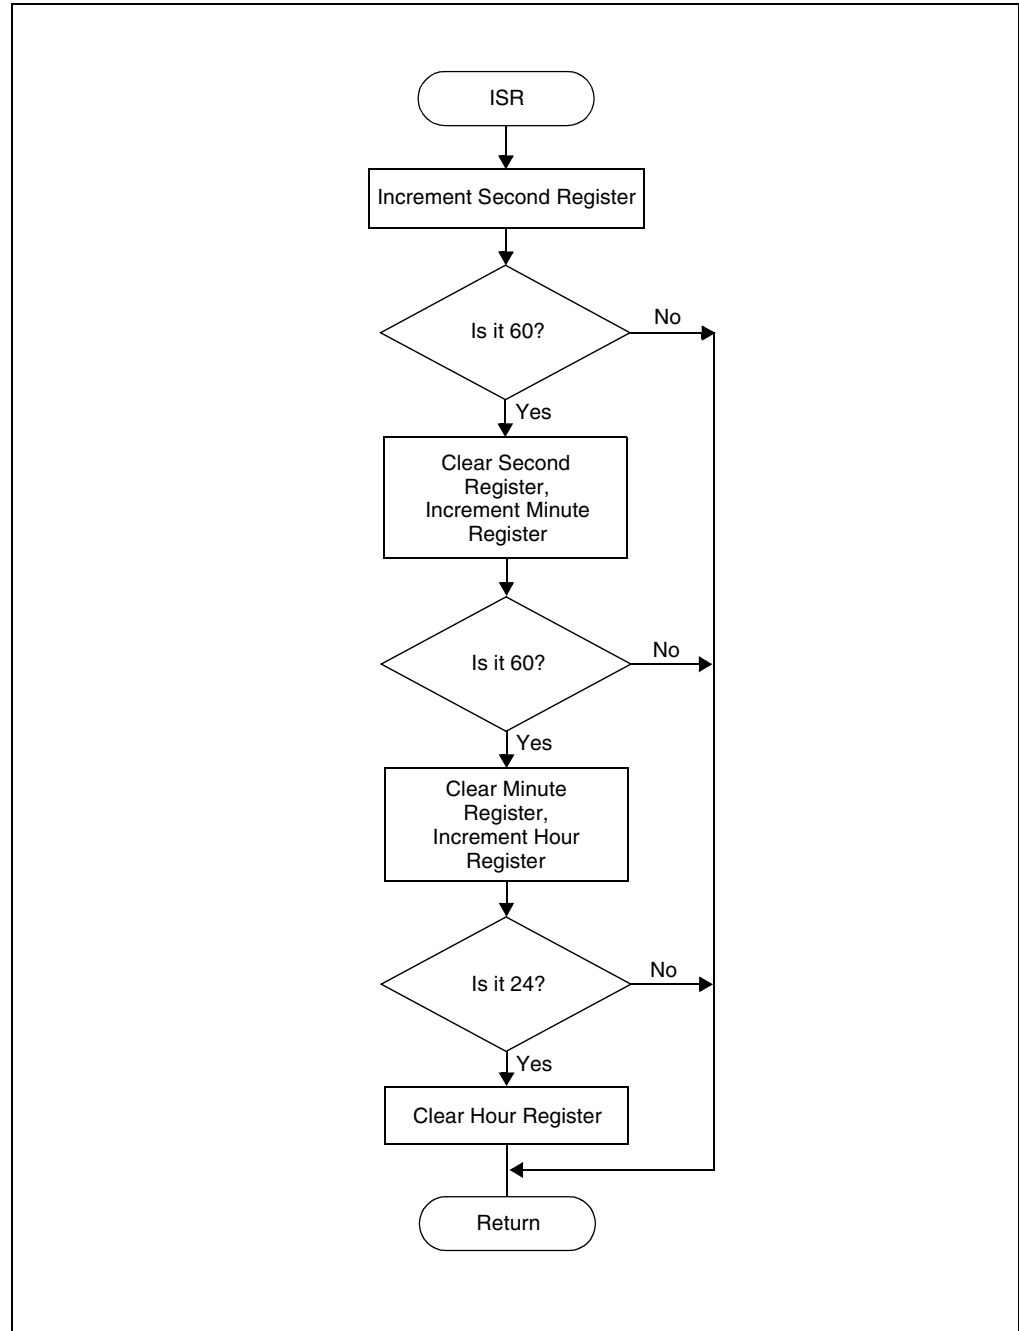 ISR
Increment Second Register
Is it 60?
No
Yes
Clear Second
Register,
Increment Minute
Register
Is it 60?
No
Yes
Clear Minute
Register,
Increment Hour
Register
Is it 24?
No
Yes
Clear Hour Register
Return